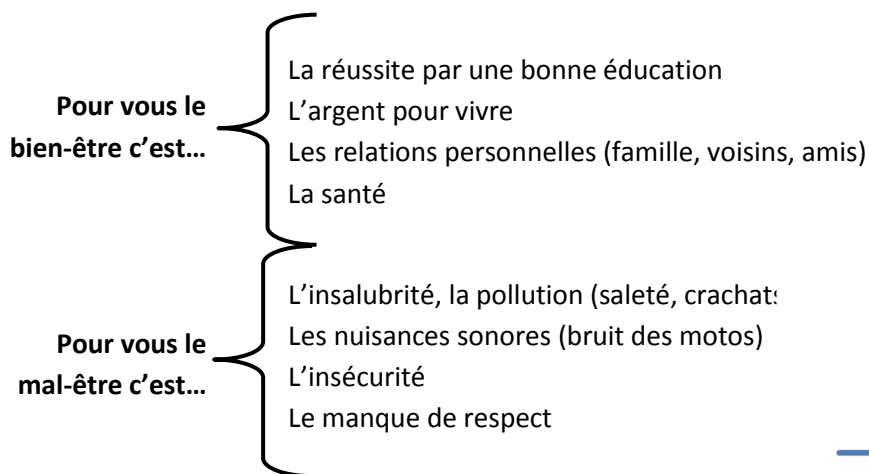 Pour vous le
bien-être c’est…
La réussite par une bonne éducation
L’argent pour vivre
Les relations personnelles (famille, voisins, amis)
La santé
Pour vous le
mal-être c’est…
L’insalubrité, la pollution (saleté, crachats
Les nuisances sonores (bruit des motos)
L’insécurité
Le manque de respect